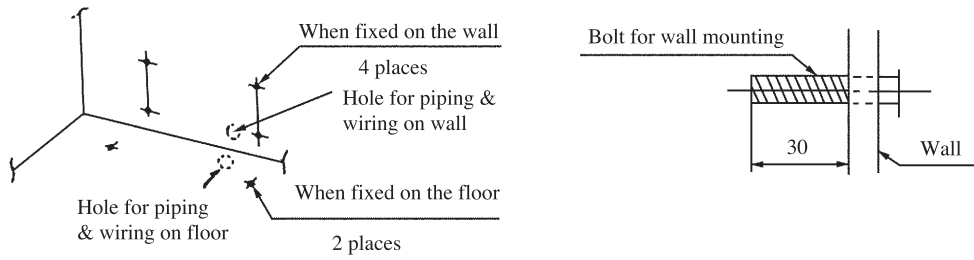 When fixed on the wall
4 places
Hole for piping &
wiring on wall
When fixed on the floor
2 places
Hole for piping
& wiring on floor
Bolt for wall mounting
30
Wall